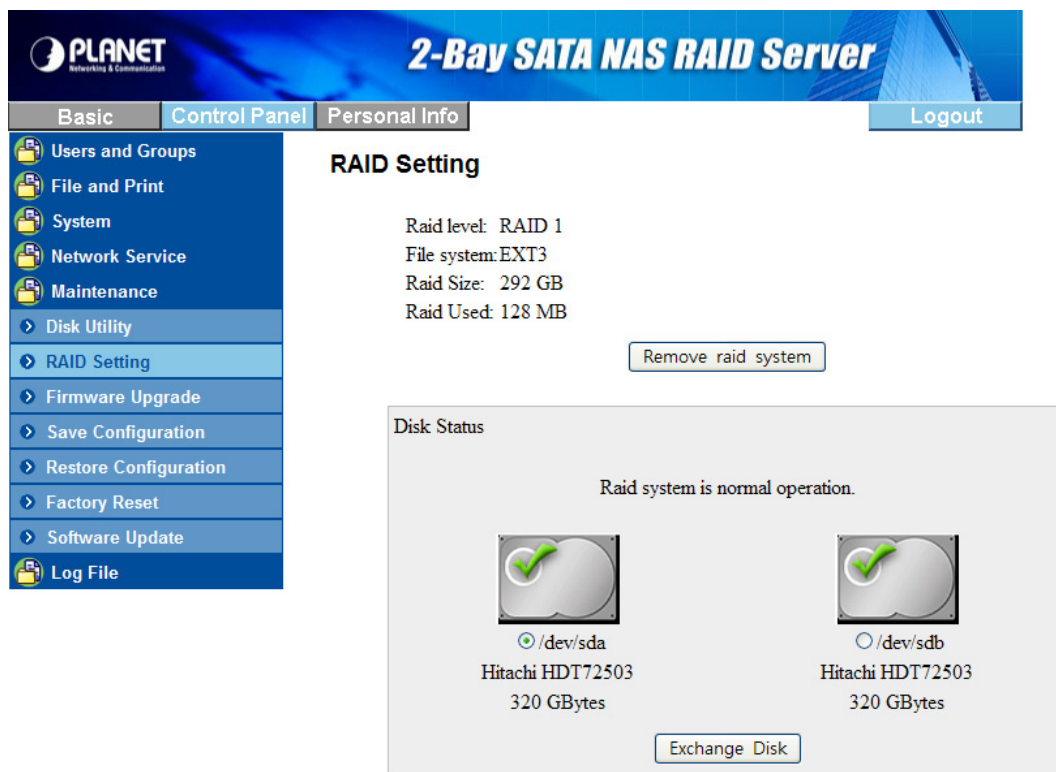 PLANET
Networking & Communication
2-Bay SATA NAS RAID Server
Basic
Control Panel
Personal Info
Logout
Users and Groups
File and Print
System
Network Service
Maintenance
Disk Utility
RAID Setting
Firmware Upgrade
Save Configuration
Restore Configuration
Factory Reset
Software Update
Log File
RAID Setting
Raid level: RAID 1
File system:EXT3
Raid Size: 292 GB
Raid Used: 128 MB
Remove raid system
Disk Status
Raid system is normal operation.
/dev/sda
Hitachi HDT72503
320 GBytes
/dev/sdb
Hitachi HDT72503
320 GBytes
Exchange Disk